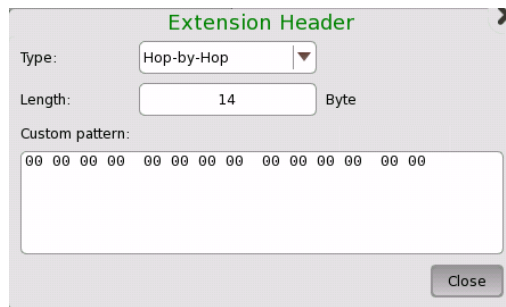 Extension Header
Type: Hop-by-Hop
Length: 14 Byte
Custom pattern:
00 00 00 00 00 00 00 00 00 00 00 00 00 00
Close